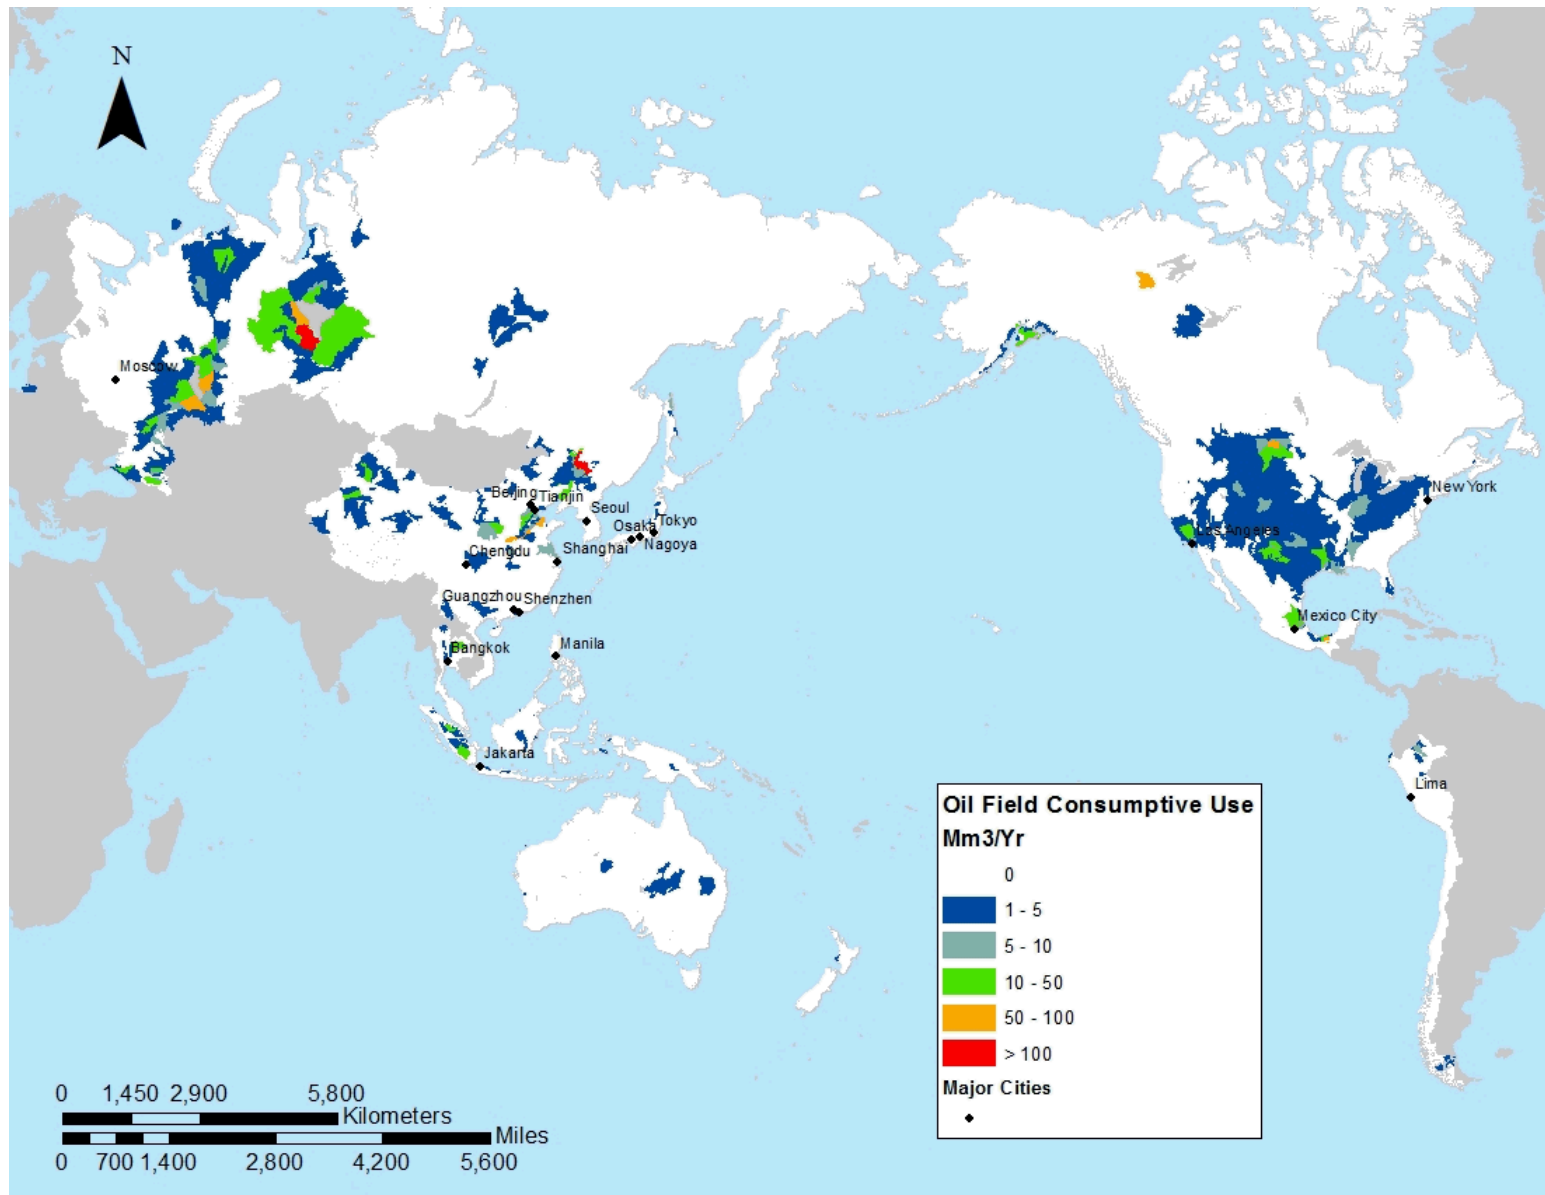 N
Moscow
Beijing
Tianjin
Seoul
Osaka
Tokyo
Nagoya
Chengdu
Shanghai
Guangzhou
Shenzhen
Bangkok
Manila
Jakarta
New York
Los Angeles
Mexico City
Lima
Oil Field Consumptive Use
Mm3/Yr
0
1 - 5
5 - 10
10 - 50
50 - 100
> 100
Major Cities
0 1,450 2,900 5,800
Kilometers
Miles
0 700 1,400 2,800 4,200 5,600